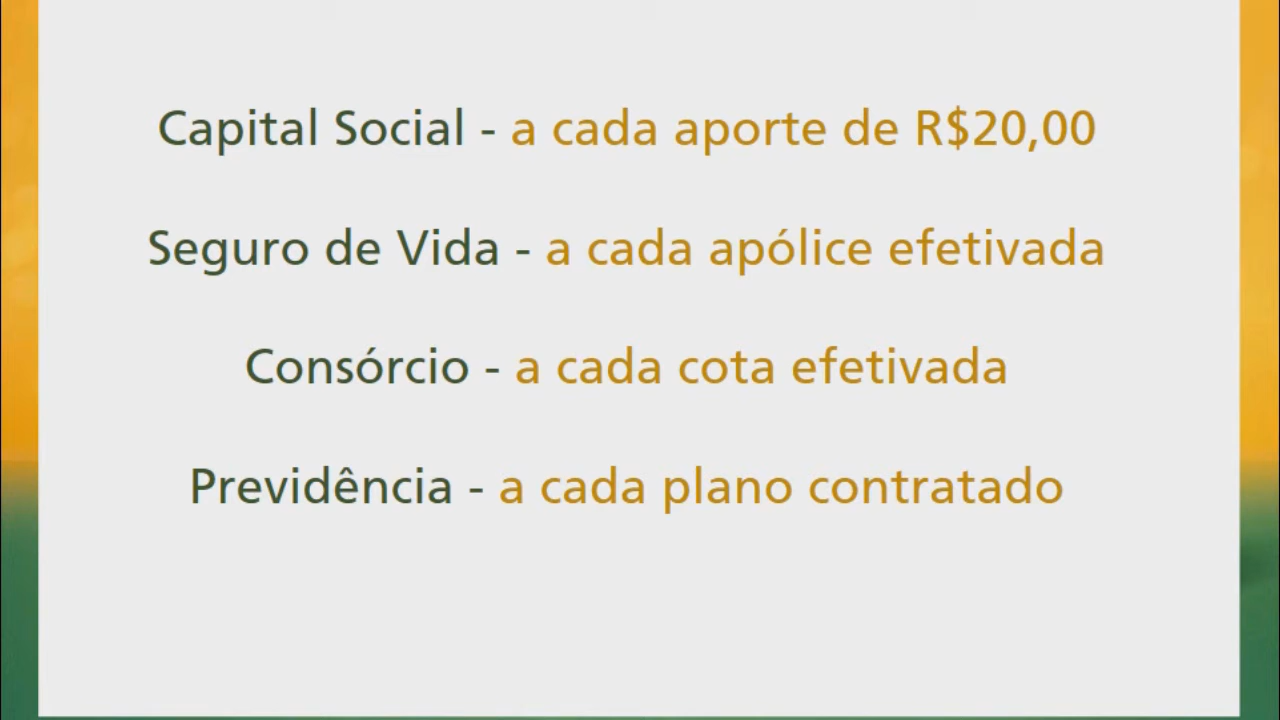 Capital Social - a cada aporte de R$20,00
Seguro de Vida - a cada apólice efetivada
Consórcio - a cada cota efetivada
Previdência - a cada plano contratado